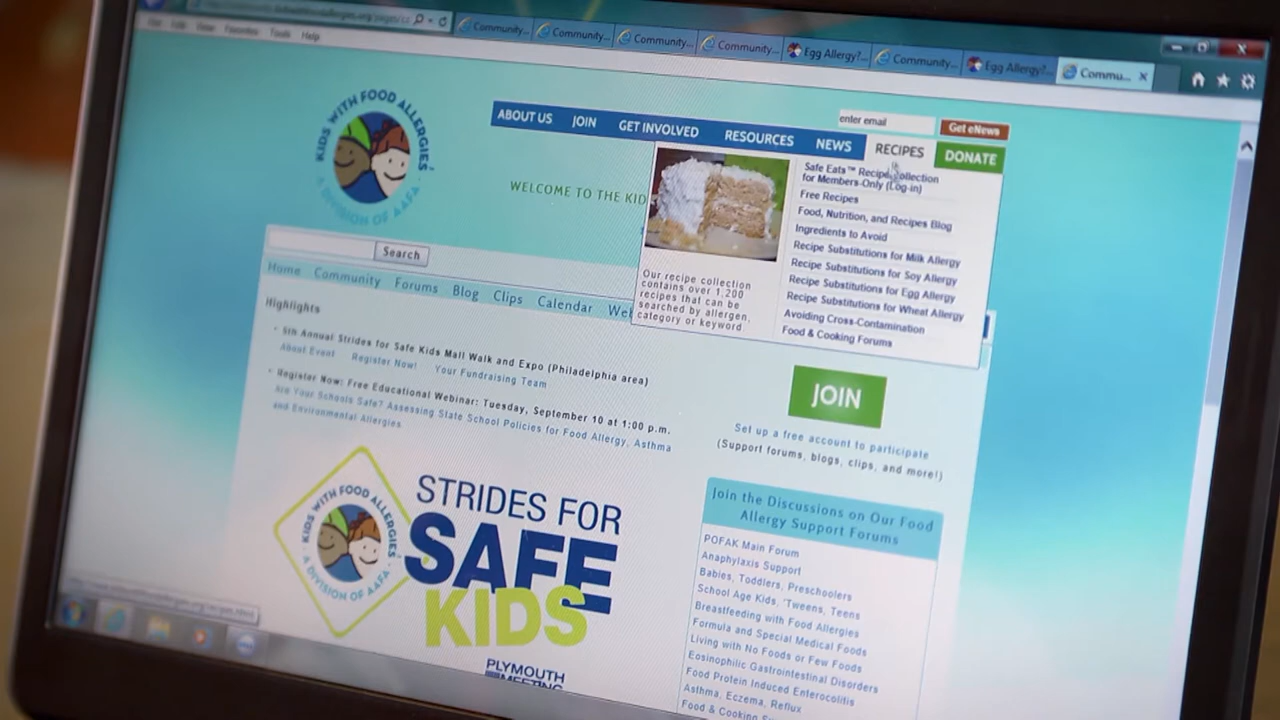 Favorites Tools Help
Community...
Community...
Community...
Community...
Egg Allergy?...
Community...
Egg Allergy?...
Commu...
KIDS WITH FOOD ALLERGIES
A DIVISION OF AAFA
enter email
Get eNews
ABOUT US
JOIN
GET INVOLVED
RESOURCES
NEWS
RECIPES
DONATE
WELCOME TO THE KID
Our recipe collection
contains over 1,200
recipes that can be
searched by allergen,
category or keyword
Safe Eats™ Recipe Collection
for Members-Only (Log-in)
Free Recipes
Food, Nutrition, and Recipes Blog
Ingredients to Avoid
Recipe Substitutions for Milk Allergy
Recipe Substitutions for Soy Allergy
Recipe Substitutions for Egg Allergy
Recipe Substitutions for Wheat Allergy
Avoiding Cross-Contamination
Food & Cooking Forums
Search
Home Community Forums Blog Clips Calendar We
Highlights
5th Annual Strides for Safe Kids Mall Walk and Expo (Philadelphia area)
About Event Register Now! Your Fundraising Team
Register Now: Free Educational Webinar: Tuesday, September 10 at 1:00 p.m.
Are Your Schools Safe? Assessing State School Policies for Food Allergy, Asthma
and Environmental Allergies
JOIN
Set up a free account to participate
(Support forums, blogs, clips, and more!)
KIDS WITH FOOD ALLERGIES
A DIVISION OF AAFA
STRIDES FOR
SAFE
KIDS
PLYMOUTH
MEETING
Join the Discussions on Our Food
Allergy Support Forums
POFAK Main Forum
Anaphylaxis Support
Babies, Toddlers, Preschoolers
School Age Kids, 'Tweens, Teens
Breastfeeding with Food Allergies
Formula and Special Medical Foods
Living with No Foods or Few Foods
Eosinophilic Gastrointestinal Disorders
Food Protein Induced Enterocolitis
Asthma, Eczema, Reflux
Food & Cooking